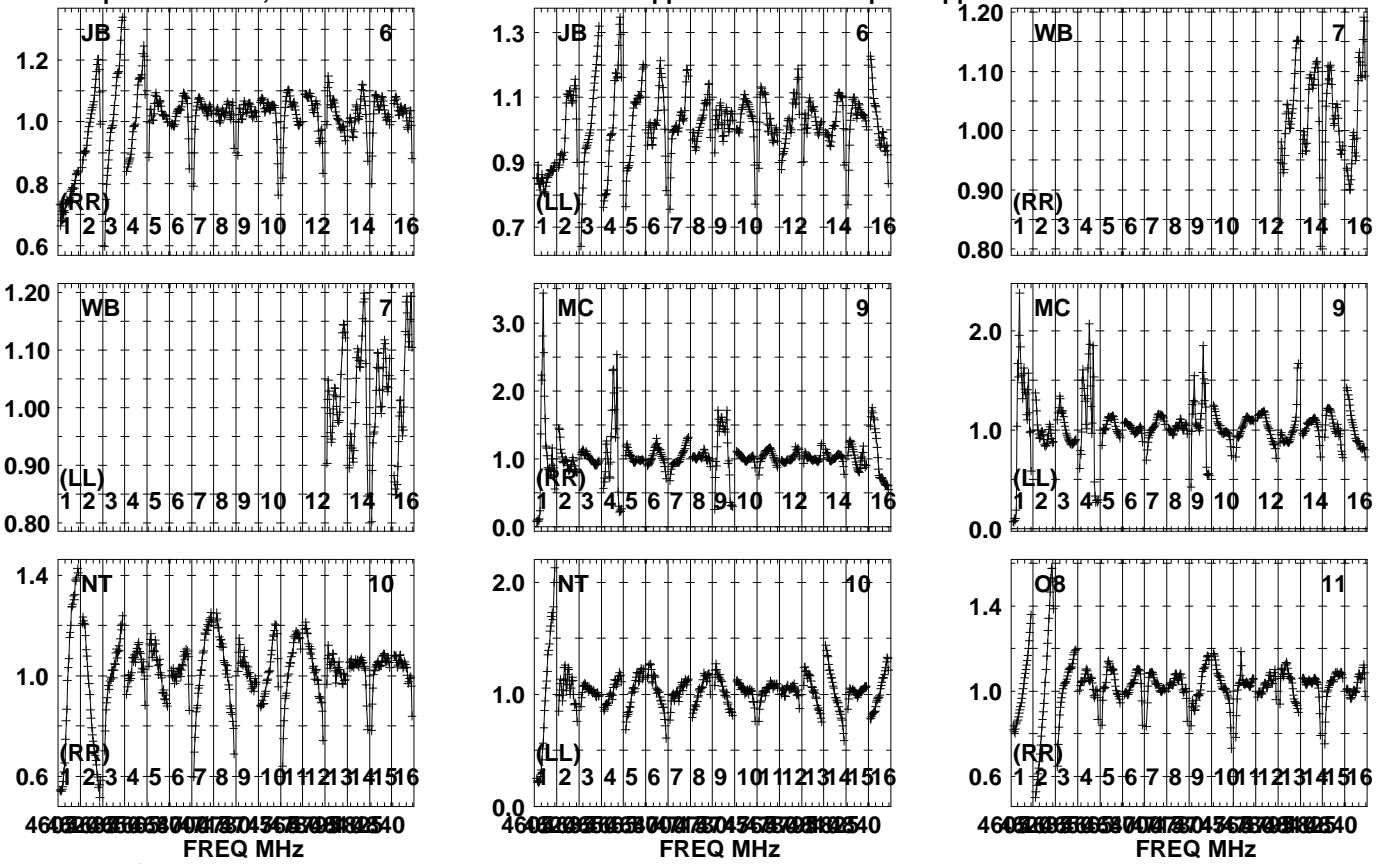 JB 6
1.2
1.0
0.8
0.6
(RR)
1 2 3 4 5 6 7 8 9 10 12 14 16
JB 6
1.3
1.1
0.9
0.7
(LL)
1 2 3 4 5 6 7 8 9 10 12 14 16
WB 7
1.20
1.10
1.00
0.90
0.80
(RR)
1 2 3 4 5 6 7 8 9 10 12 14 16
WB 7
1.20
1.10
1.00
0.90
0.80
(LL)
1 2 3 4 5 6 7 8 9 10 12 14 16
MC 9
3.0
2.0
1.0
0.0
(RR)
1 2 3 4 5 6 7 8 9 10 12 14 16
MC 9
2.0
1.0
0.0
(LL)
1 2 3 4 5 6 7 8 9 10 12 14 16
NT 10
1.4
1.0
0.6
(RR)
1 2 3 4 5 6 7 8 9 10 11 12 13 14 15 16
FREQ MHz
NT 10
2.0
1.0
0.0
(LL)
1 2 3 4 5 6 7 8 9 10 11 12 13 14 15 16
FREQ MHz
O8 11
1.4
1.0
0.6
(RR)
1 2 3 4 5 6 7 8 9 10 11 12 13 14 15 16
FREQ MHz